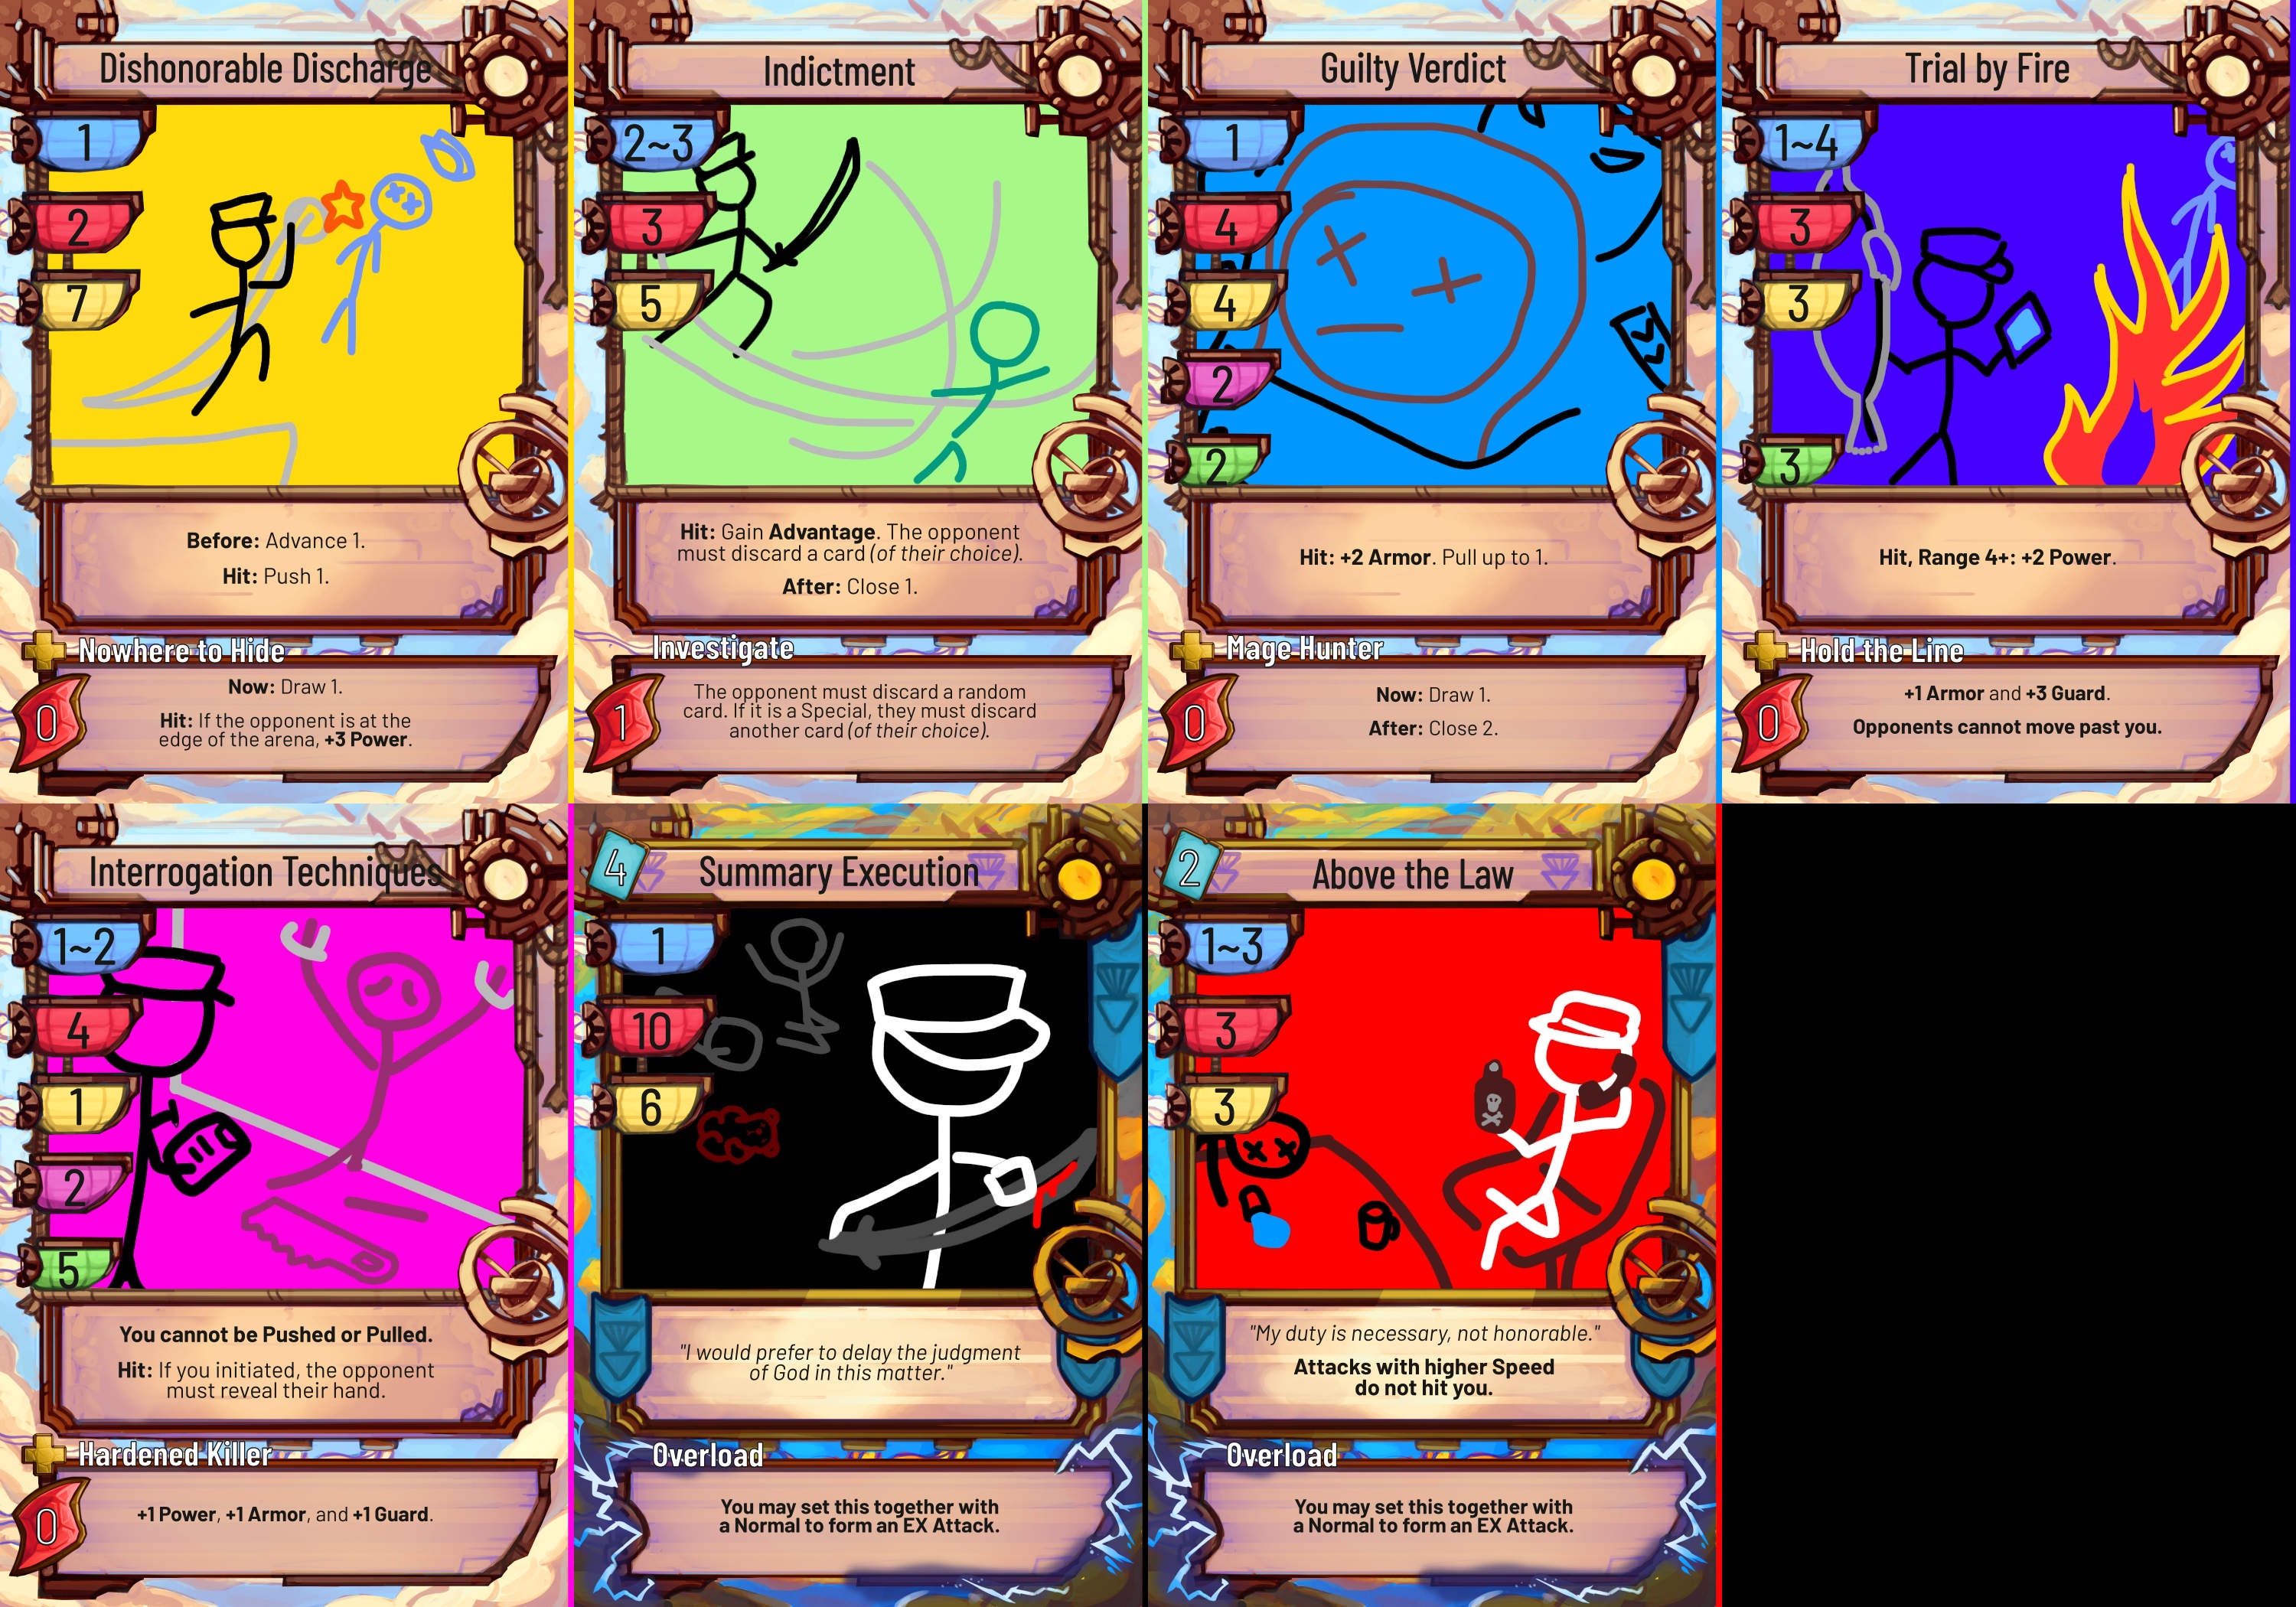 Dishonorable Discharge
1
2
7
Before: Advance 1.
Hit: Push 1.
Nowhere to Hide
0
Now: Draw 1.
Hit: If the opponent is at the
edge of the arena, +3 Power.
Indictment
2~3
3
5
Hit: Gain Advantage. The opponent
must discard a card (of their choice).
After: Close 1.
Investigate
1
The opponent must discard a random
card. If it is a Special, they must discard
another card (of their choice).
Guilty Verdict
1
4
4
2
2
Hit: +2 Armor. Pull up to 1.
Mage Hunter
0
Now: Draw 1.
After: Close 2.
Trial by Fire
1~4
3
3
3
Hit, Range 4+: +2 Power.
Hold the Line
0
+1 Armor and +3 Guard.
Opponents cannot move past you.
Interrogation Techniques
1~2
4
1
2
5
You cannot be Pushed or Pulled.
Hit: If you initiated, the opponent
must reveal their hand.
Hardened Killer
0
+1 Power, +1 Armor, and +1 Guard.
4
Summary Execution
1
10
6
"I would prefer to delay the judgment
of God in this matter."
Overload
You may set this together with
a Normal to form an EX Attack.
2
Above the Law
1~3
3
3
"My duty is necessary, not honorable."
Attacks with higher Speed
do not hit you.
Overload
You may set this together with
a Normal to form an EX Attack.